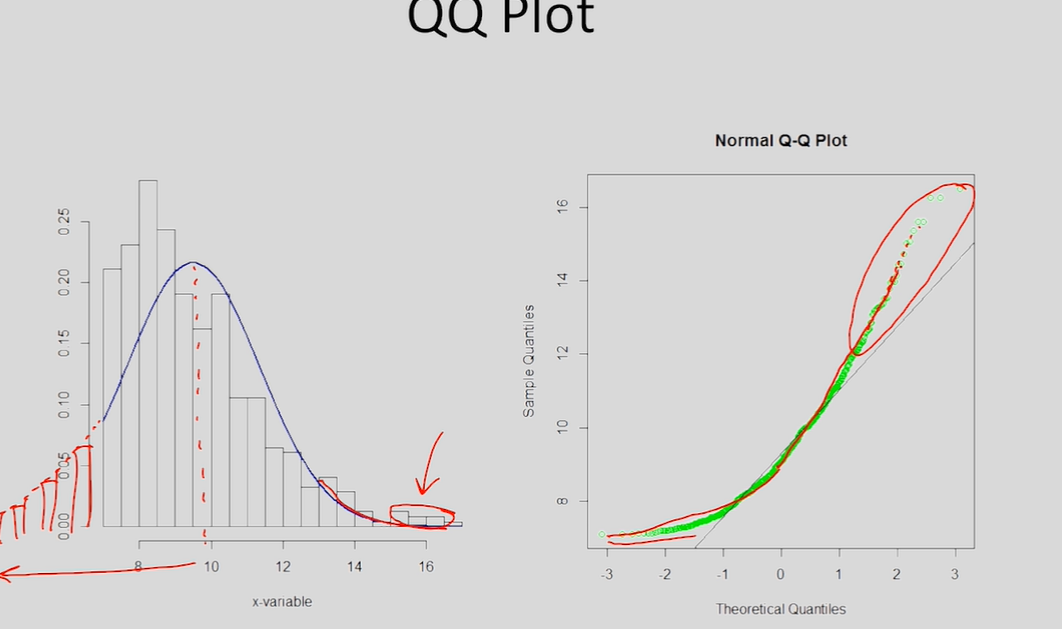 QQ Plot
Normal Q-Q Plot
0.25
0.20
0.15
0.10
0.05
0.00
8 10 12 14 16
x-variable
Sample Quantiles
16
14
12
10
8
-3 -2 -1 0 1 2 3
Theoretical Quantiles